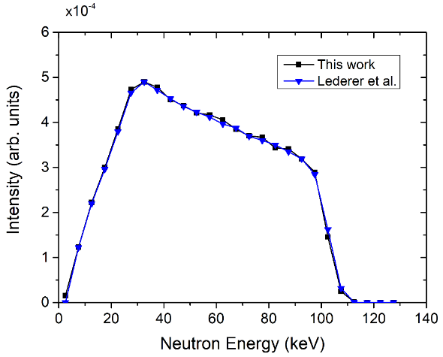 x10⁻⁴
6
5
4
3
2
1
0
Intensity (arb. units)
This work
Lederer et al.
0 20 40 60 80 100 120 140
Neutron Energy (keV)